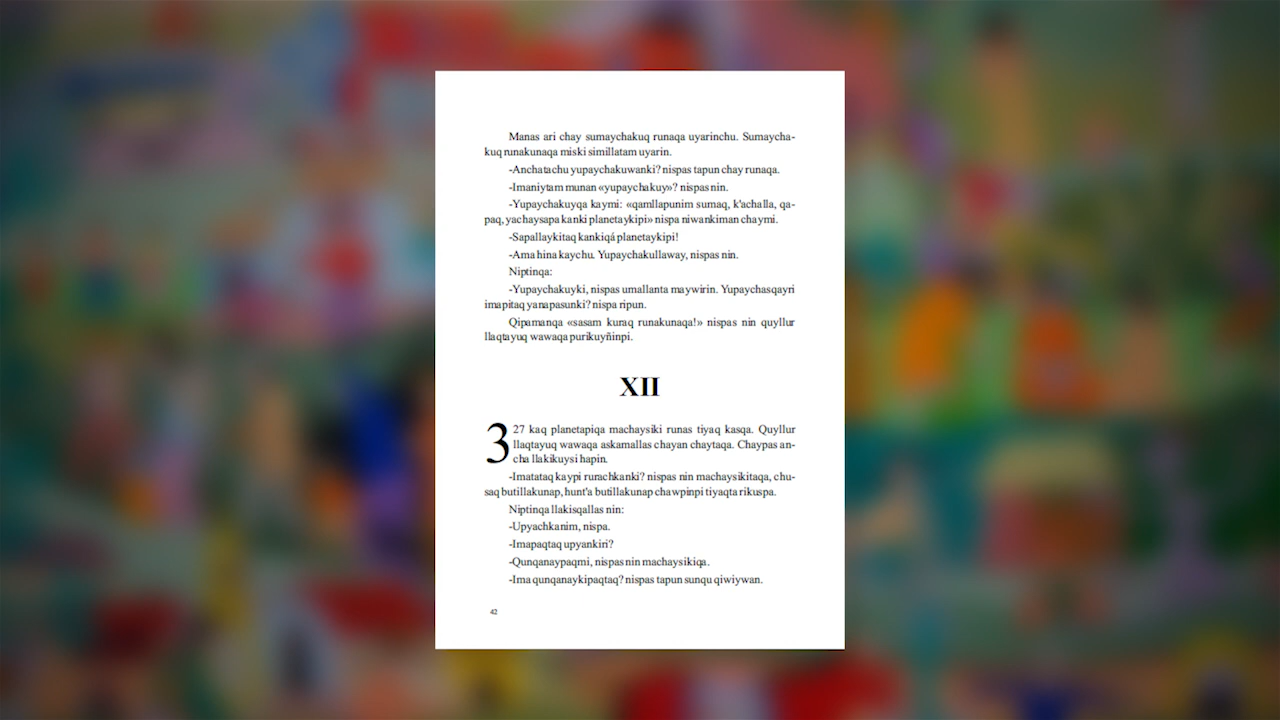 Manas ari chay sumaychakuq runaqa uyarinchu. Sumaycha-
kuq runakunaqa miski simillatam uyarin.
-Anchatachu yupaychakuwanki? nispas tapun chay runaqa.
-Imaniytam munan «yupaychakuy»? nispas nin.
-Yupaychakuyqa kaymi: «qamllapunim sumaq, k'achalla, qa-
paq, yachaysapa kanki planetaykipi» nispa niwankiman chaymi.
-Sapallaykitaq kankiqá planetaykipi!
-Ama hina kaychu. Yupaychakullaway, nispas nin.
Niptinqa:
-Yupaychakuyki, nispas umallanta maywirin. Yupaychasqayri
imapitaq yanapasunki? nispa ripun.
Qipamanqa «sasam kuraq runakunaqa!» nispas nin quyllur
llaqtayuq wawaqa purikuyñinpi.
XII
327 kaq planetapiqa machaysiki runas tiyaq kasqa. Quyllur
llaqtayuq wawaqa askamallas chayan chaytaqa. Chaypas an-
cha llakikuysi hapin.
-Imatataq kaypi rurachkanki? nispas nin machaysikitaqa, chu-
saq butillakunap, hunt'a butillakunap chawpinpi tiyaqta rikuspa.
Niptinqa llakisqallas nin:
-Upyachkanim, nispa.
-Imapaqtaq upyankiri?
-Qunqanaypaqmi, nispas nin machaysikiqa.
-Ima qunqanaykipaqtaq? nispas tapun sunqu qiwiywan.
42